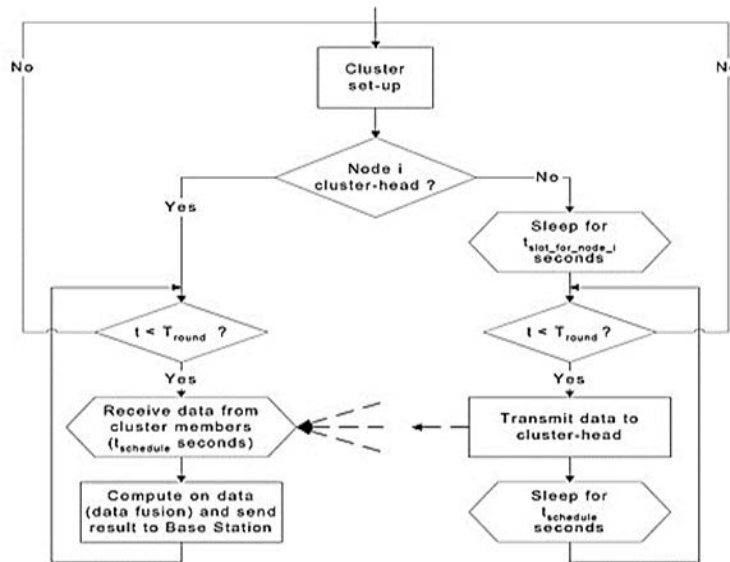 No
No
Cluster
set-up
Node i
cluster-head ?
Yes
No
Sleep for
t_slot_for_node_i
seconds
t < T_round ?
t < T_round ?
Yes
Yes
Receive data from
cluster members
(t_schedule seconds)
Transmit data to
cluster-head
Compute on data
(data fusion) and send
result to Base Station
Sleep for
t_schedule
seconds